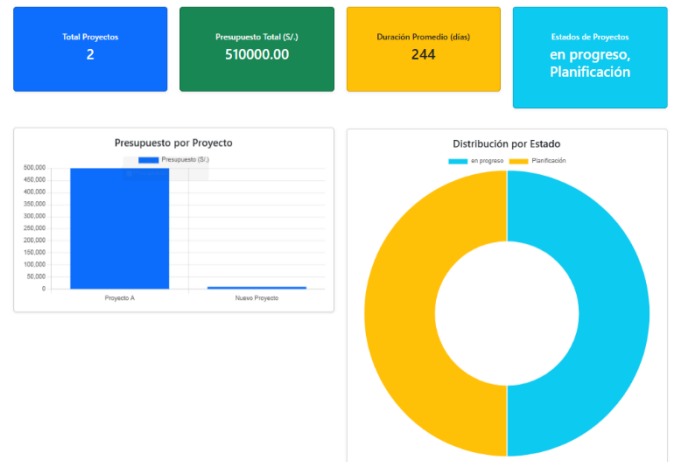 Total Proyectos
2
Presupuesto Total (S/.)
510000.00
Duración Promedio (días)
244
Estados de Proyectos
en progreso,
Planificación
Presupuesto por Proyecto
Presupuesto (S/.)
500,000
450,000
400,000
350,000
300,000
250,000
200,000
150,000
100,000
50,000
0
Proyecto A
Nuevo Proyecto
Distribución por Estado
en progreso
Planificación